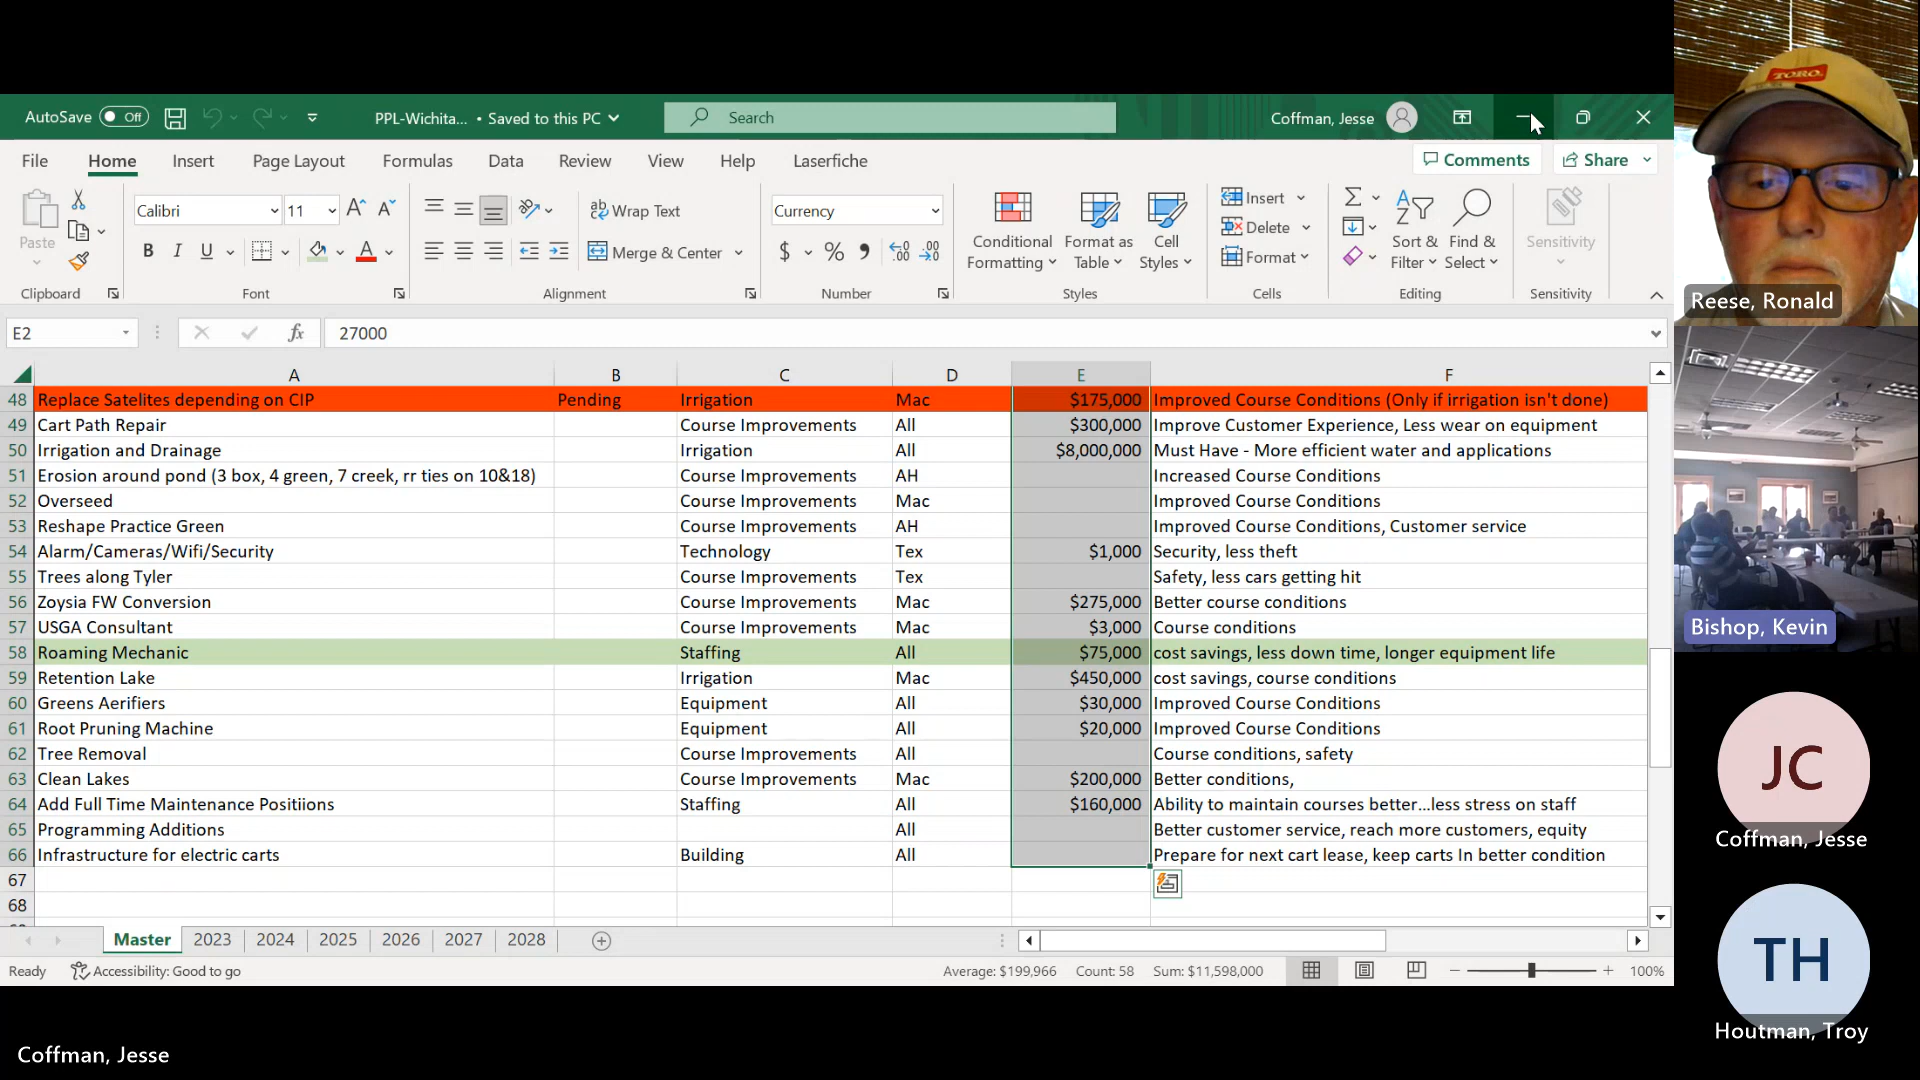 AutoSave Off PPL-Wichita... • Saved to this PC Search Coffman, Jesse
File Home Insert Page Layout Formulas Data Review View Help Laserfiche Comments Share
Calibri 11 Wrap Text Currency Insert
Paste Conditional Formatting Format as Table Cell Styles Delete Sort & Filter Find & Select Sensitivity
B I U Merge & Center $ % Format
Clipboard Font Alignment Number Styles Cells Editing Sensitivity
E2 fx 27000
A B C D E F
48 Replace Satelites depending on CIP Pending Irrigation Mac $175,000 Improved Course Conditions (Only if irrigation isn't done)
49 Cart Path Repair Course Improvements All $300,000 Improve Customer Experience, Less wear on equipment
50 Irrigation and Drainage Irrigation All $8,000,000 Must Have - More efficient water and applications
51 Erosion around pond (3 box, 4 green, 7 creek, rr ties on 10&18) Course Improvements AH Increased Course Conditions
52 Overseed Course Improvements Mac Improved Course Conditions
53 Reshape Practice Green Course Improvements AH Improved Course Conditions, Customer service
54 Alarm/Cameras/Wifi/Security Technology Tex $1,000 Security, less theft
55 Trees along Tyler Course Improvements Tex Safety, less cars getting hit
56 Zoysia FW Conversion Course Improvements Mac $275,000 Better course conditions
57 USGA Consultant Course Improvements Mac $3,000 Course conditions
58 Roaming Mechanic Staffing All $75,000 cost savings, less down time, longer equipment life
59 Retention Lake Irrigation Mac $450,000 cost savings, course conditions
60 Greens Aerifiers Equipment All $30,000 Improved Course Conditions
61 Root Pruning Machine Equipment All $20,000 Improved Course Conditions
62 Tree Removal Course Improvements All Course conditions, safety
63 Clean Lakes Course Improvements Mac $200,000 Better conditions,
64 Add Full Time Maintenance Positiions Staffing All $160,000 Ability to maintain courses better...less stress on staff
65 Programming Additions All Better customer service, reach more customers, equity
66 Infrastructure for electric carts Building All Prepare for next cart lease, keep carts In better condition
67
68
Master 2023 2024 2025 2026 2027 2028
Ready Accessibility: Good to go Average: $199,966 Count: 58 Sum: $11,598,000 100%
Coffman, Jesse
TORO
Reese, Ronald
Bishop, Kevin
JC
Coffman, Jesse
TH
Houtman, Troy